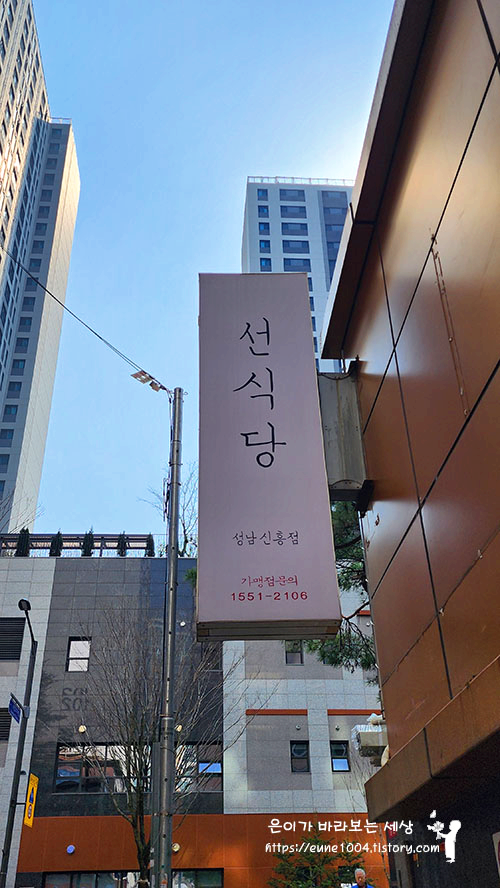 선식당
성남신흥점
가맹점문의
1551-2106
은이가 바라보는 세상
https://eune1004.tistory.com